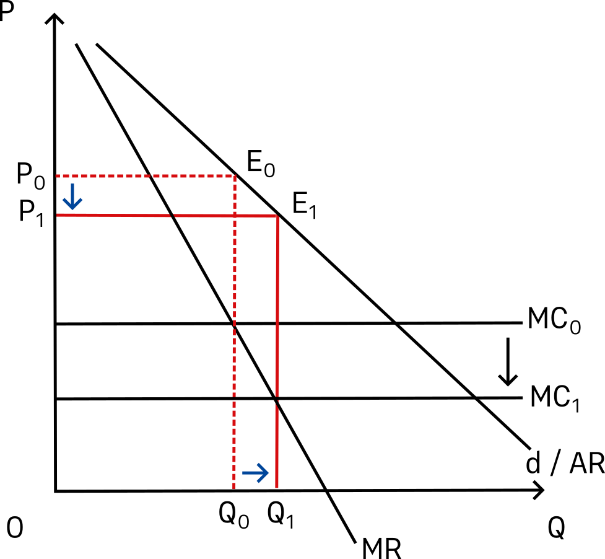 P
E₀
P₀
E₁
P₁
MC₀
MC₁
d / AR
Q₀ Q₁
O Q
MR